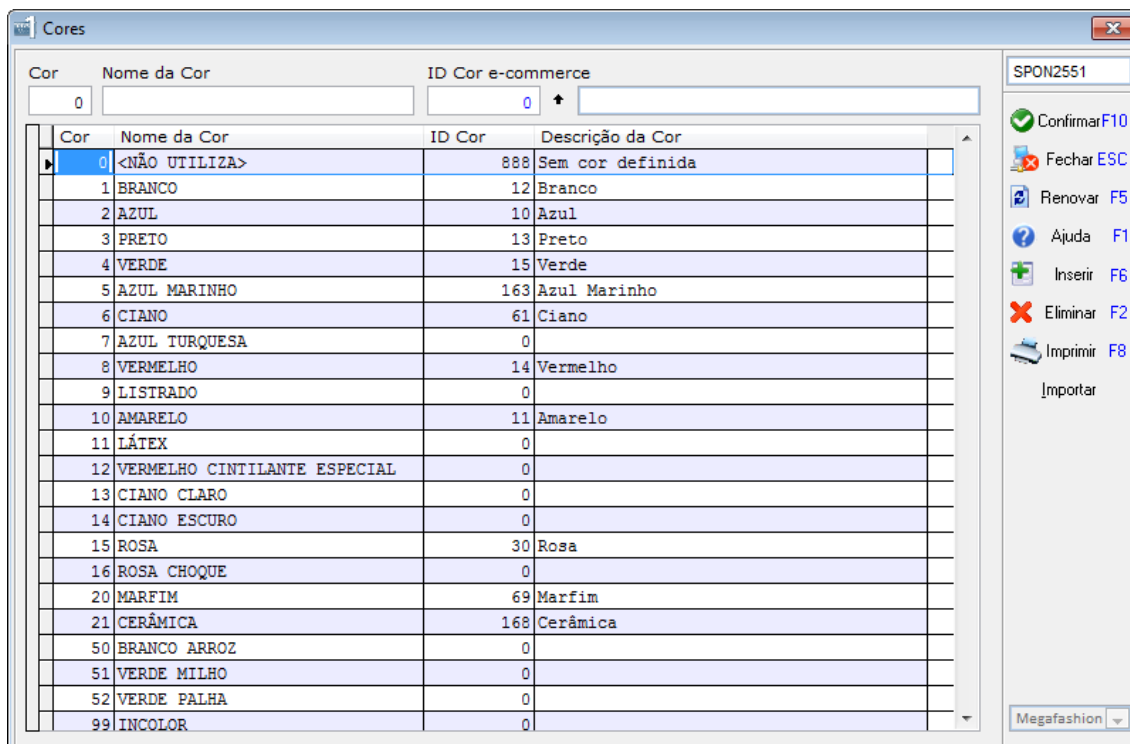 Cores
Cor Nome da Cor ID Cor e-commerce
0 0
Cor Nome da Cor ID Cor Descrição da Cor
0 <NÃO UTILIZA> 888 Sem cor definida
1 BRANCO 12 Branco
2 AZUL 10 Azul
3 PRETO 13 Preto
4 VERDE 15 Verde
5 AZUL MARINHO 163 Azul Marinho
6 CIANO 61 Ciano
7 AZUL TURQUESA 0
8 VERMELHO 14 Vermelho
9 LISTRADO 0
10 AMARELO 11 Amarelo
11 LÁTEX 0
12 VERMELHO CINTILANTE ESPECIAL 0
13 CIANO CLARO 0
14 CIANO ESCURO 0
15 ROSA 30 Rosa
16 ROSA CHOQUE 0
20 MARFIM 69 Marfim
21 CERÂMICA 168 Cerâmica
50 BRANCO ARROZ 0
51 VERDE MILHO 0
52 VERDE PALHA 0
99 INCOLOR 0
SPON2551
Confirmar F10
Fechar ESC
Renovar F5
Ajuda F1
Inserir F6
Eliminar F2
Imprimir F8
Importar
Megafashion